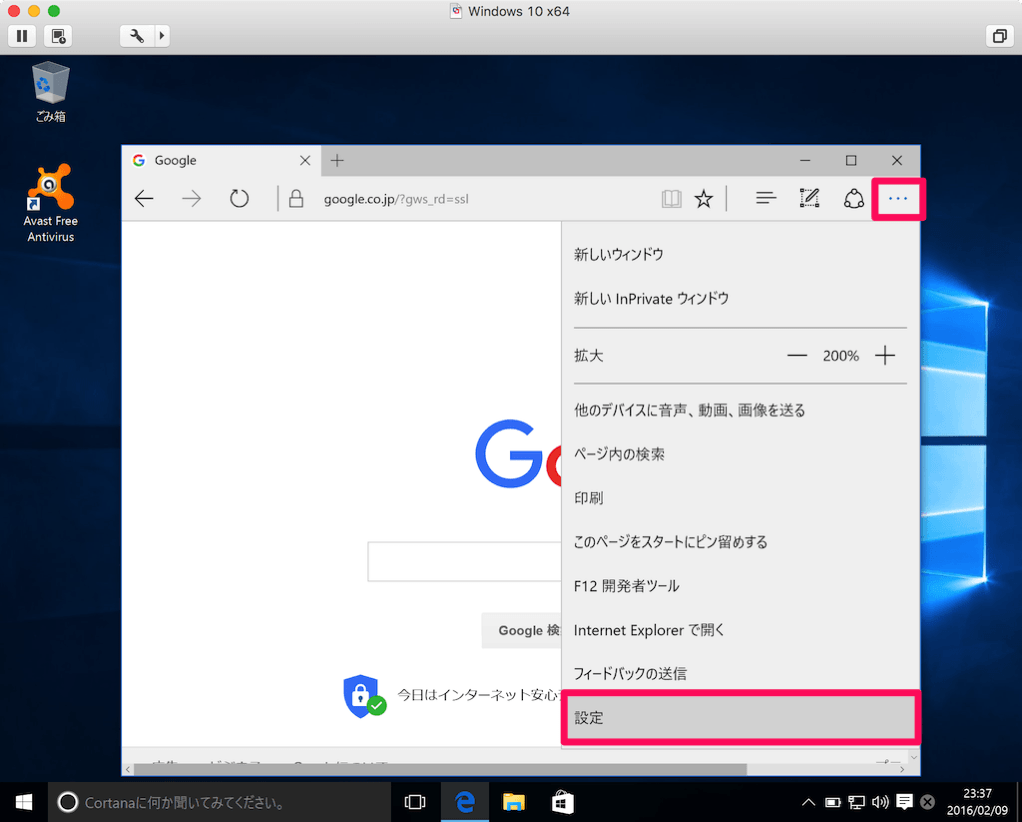 Windows 10 x64
ごみ箱
Avast Free
Antivirus
Google
google.co.jp/?gws_rd=ssl
新しいウィンドウ
新しい InPrivate ウィンドウ
拡大
200%
他のデバイスに音声、動画、画像を送る
ページ内の検索
印刷
このページをスタートにピン留めする
F12 開発者ツール
Internet Explorer で開く
フィードバックの送信
設定
Go
Google 検
今日はインターネット安心
Cortanaに何か聞いてみてください。
23:37
2016/02/09